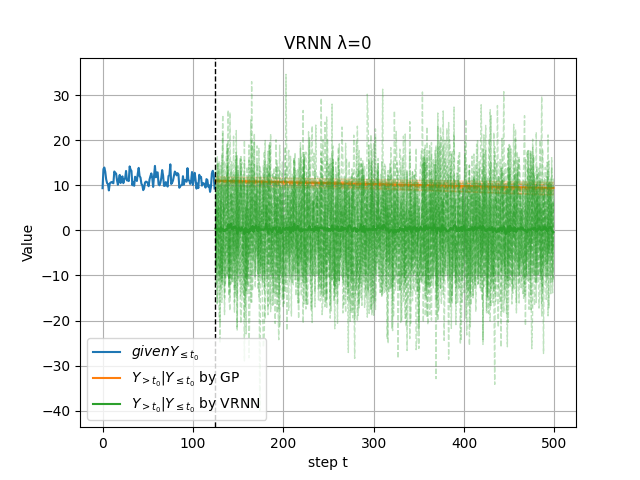 VRNN λ=0
Value
30
20
10
0
−10
−20
−30
−40
givenY≤t₀
Y>t₀|Y≤t₀ by GP
Y>t₀|Y≤t₀ by VRNN
0 100 200 300 400 500
step t